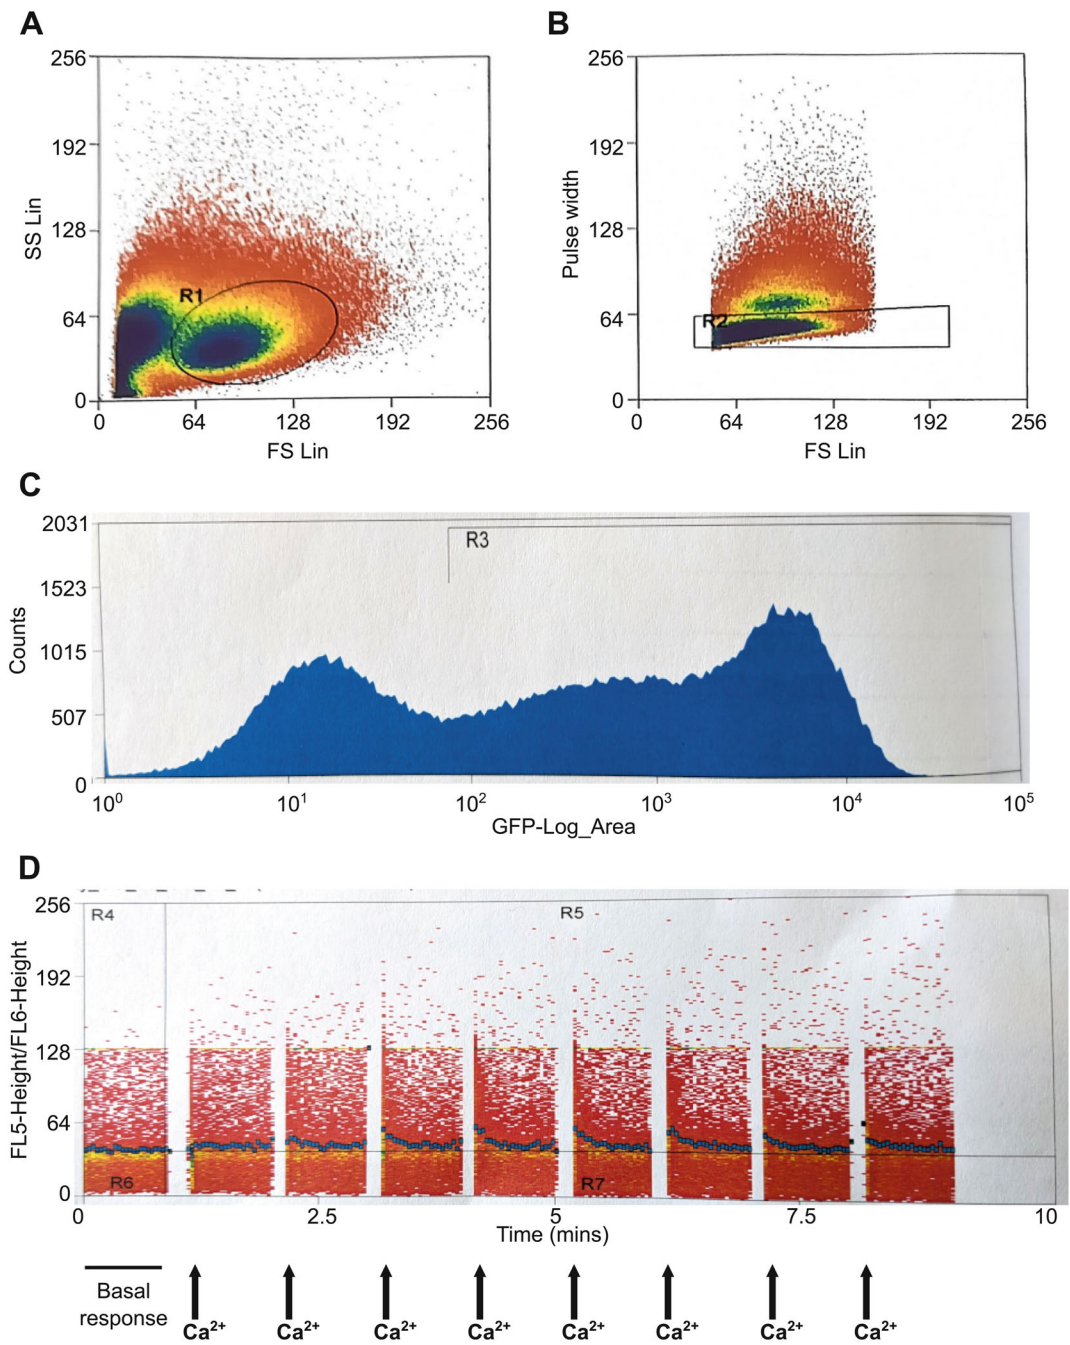 A
256
192
128
64
0
SS Lin
R1
0 64 128 192 256
FS Lin
B
256
192
128
64
0
Pulse width
R2
0 64 128 192 256
FS Lin
C
2031
1523
1015
507
0
Counts
R3
10⁰ 10¹ 10² 10³ 10⁴ 10⁵
GFP-Log_Area
D
256
192
128
64
0
FL5-Height/FL6-Height
R4 R5
R6 R7
0 2.5 5 7.5 10
Time (mins)
Basal
response
Ca²⁺ Ca²⁺ Ca²⁺ Ca²⁺ Ca²⁺ Ca²⁺ Ca²⁺ Ca²⁺